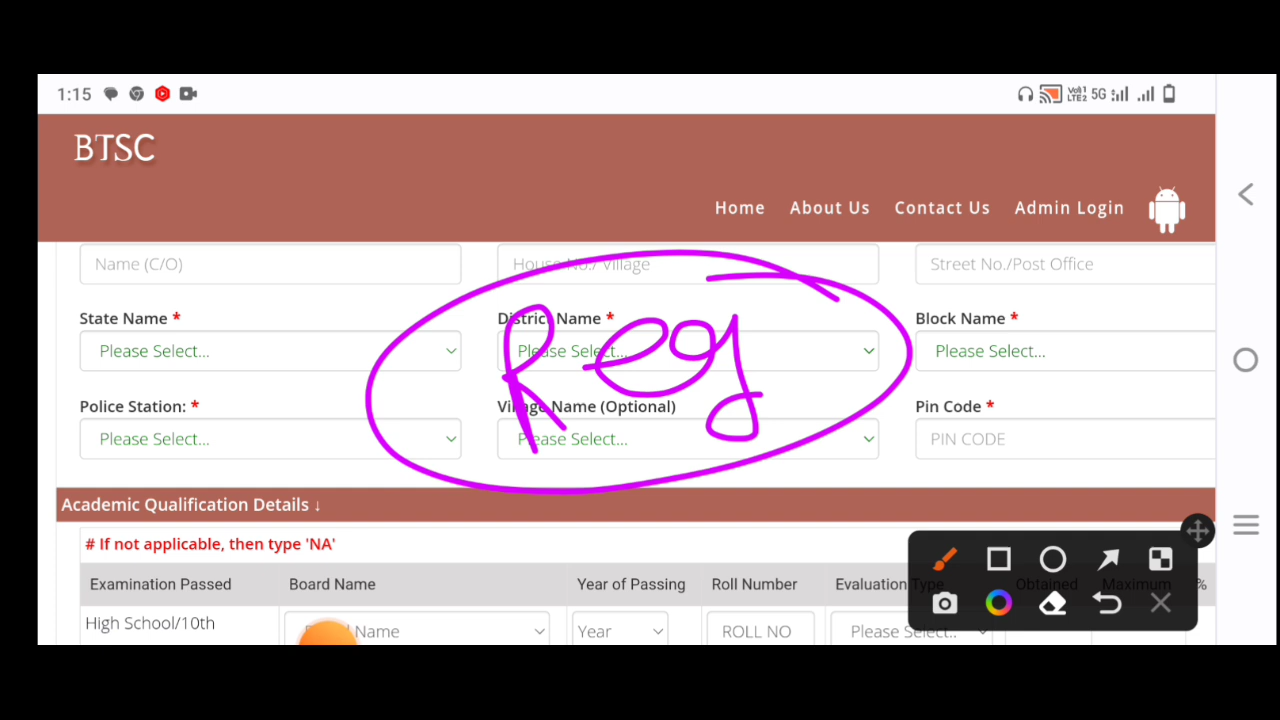 1:15 Vo1) LTE2 5G
BTSC
Home About Us Contact Us Admin Login
Name (C/O) House No./ Village Street No./Post Office
State Name * District Name * Block Name *
Please Select... Please Select... Please Select...
Reg
Police Station: * Village Name (Optional) Pin Code *
Please Select... Please Select... PIN CODE
Academic Qualification Details ↓
# If not applicable, then type 'NA'
Examination Passed Board Name Year of Passing Roll Number Evaluation Type Obtained Maximum %
High School/10th Name Year ROLL NO Please Select..